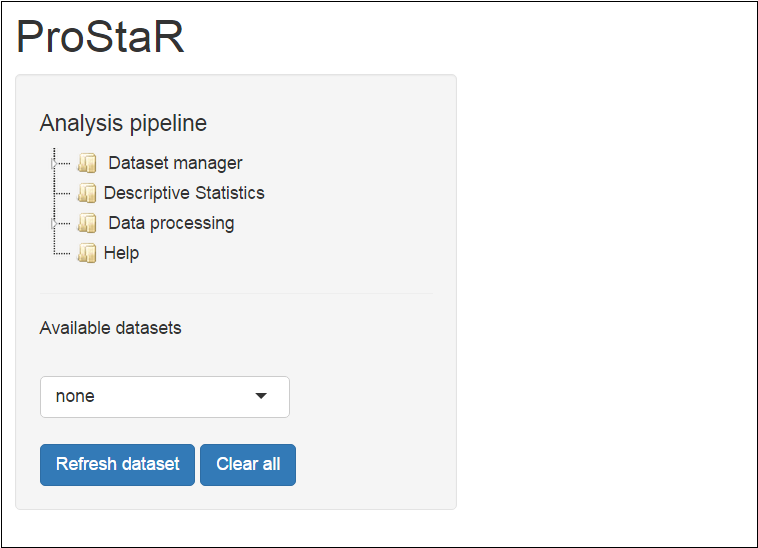 ProStaR
Analysis pipeline
Dataset manager
Descriptive Statistics
Data processing
Help
Available datasets
none
Refresh dataset Clear all